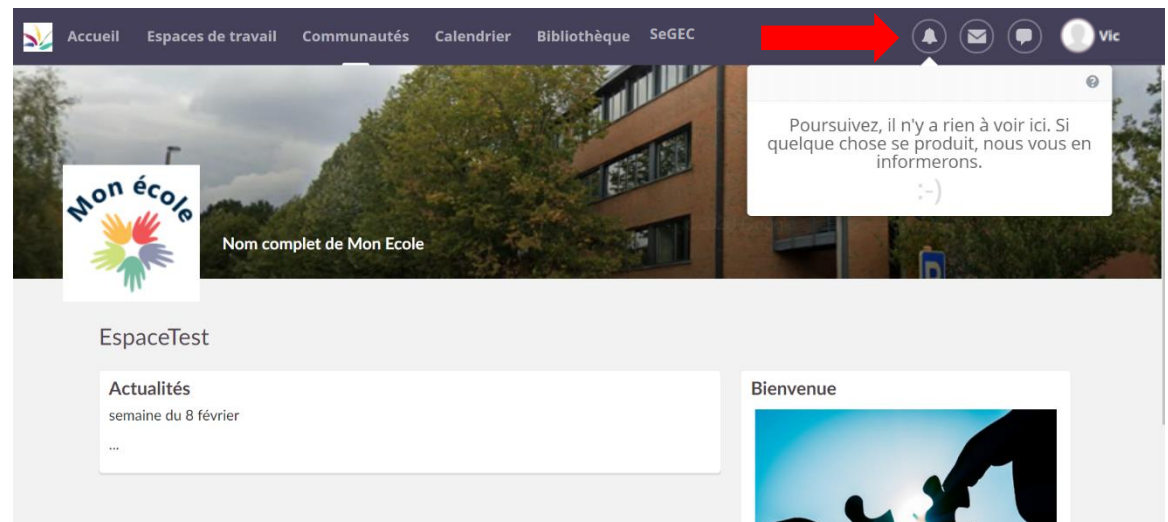 Accueil Espaces de travail Communautés Calendrier Bibliothèque SeGEC Vic
?
Poursuivez, il n'y a rien à voir ici. Si
quelque chose se produit, nous vous en
informerons.
:-)
Mon école
Nom complet de Mon Ecole
P
EspaceTest
Actualités
semaine du 8 février
...
Bienvenue